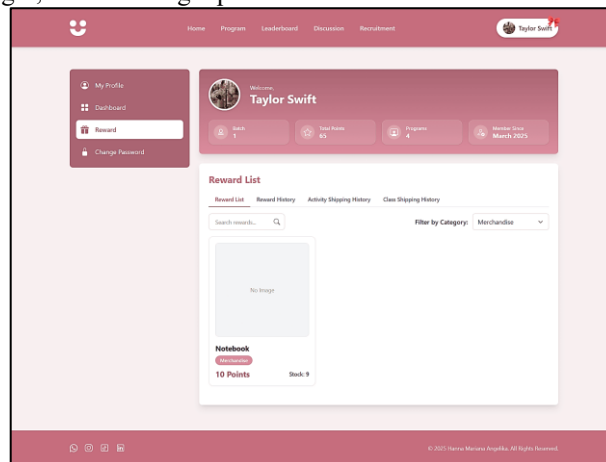 Home Program Leaderboard Discussion Recruitment Taylor Swift
My Profile
Dashboard
Reward
Change Password
Welcome,
Taylor Swift
Batch
1
Total Points
65
Programs
4
Member Since
March 2025
Reward List
Reward List Reward History Activity Shipping History Class Shipping History
Search rewards.. Filter by Category: Merchandise
No Image
Notebook
Merchandise
10 Points Stock: 9
© 2025 Hanna Mariana Angelika. All Rights Reserved.